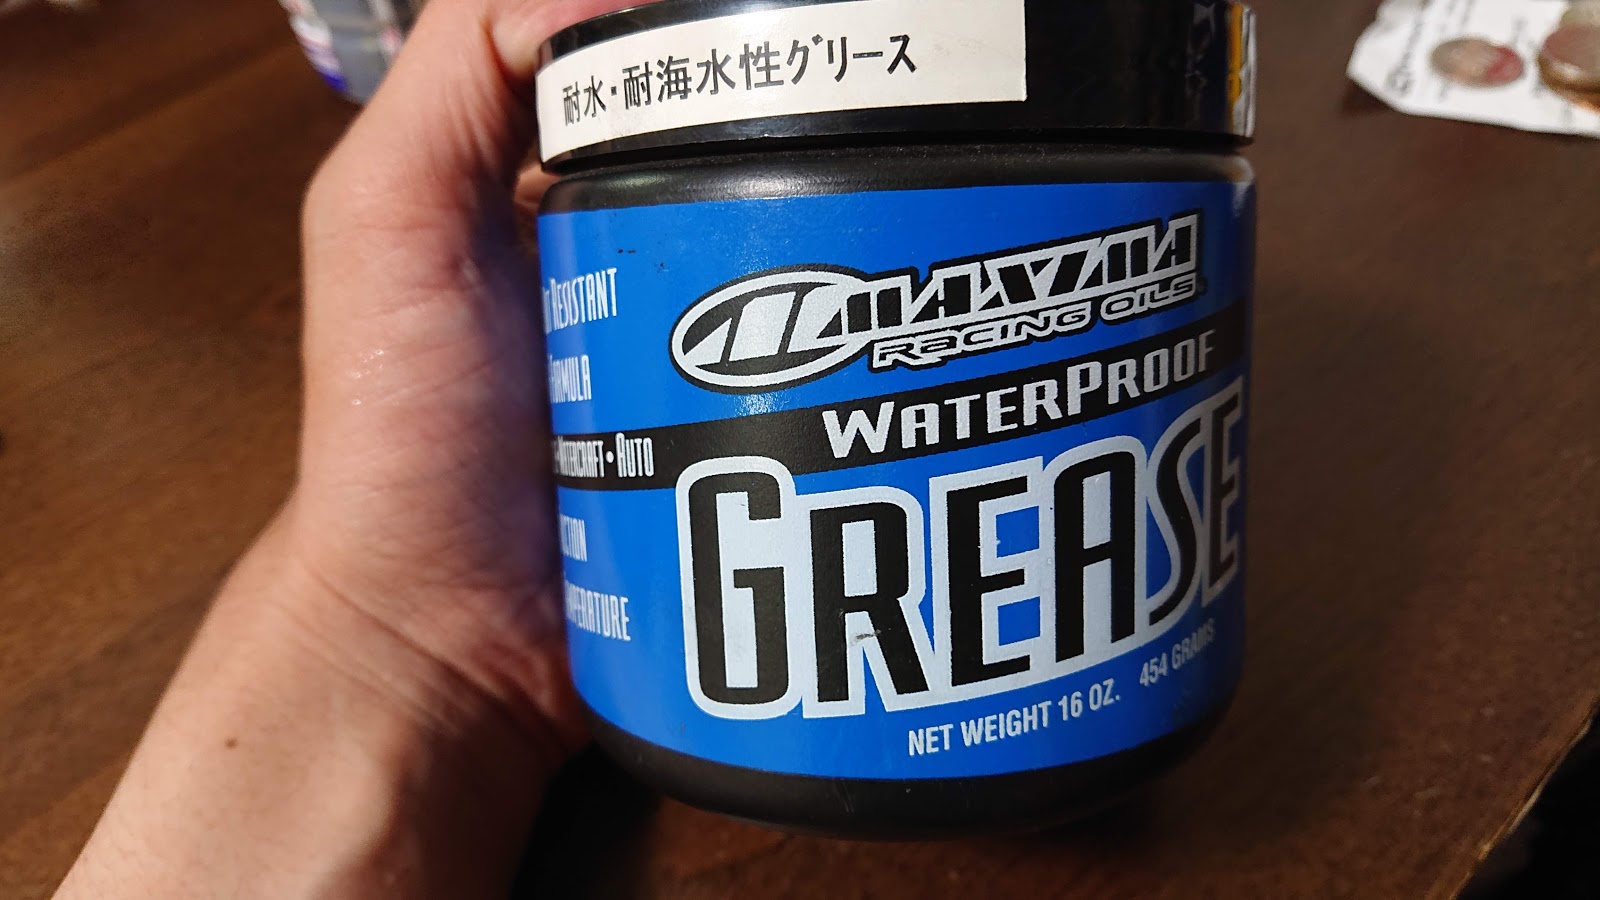 耐水・耐海水性グリース
MAXIMA
RACING OILS
WATERPROOF
GREASE
NET WEIGHT 16 OZ. 454 GRAMS
RESISTANT
FORMULA
WATERCRAFT • AUTO